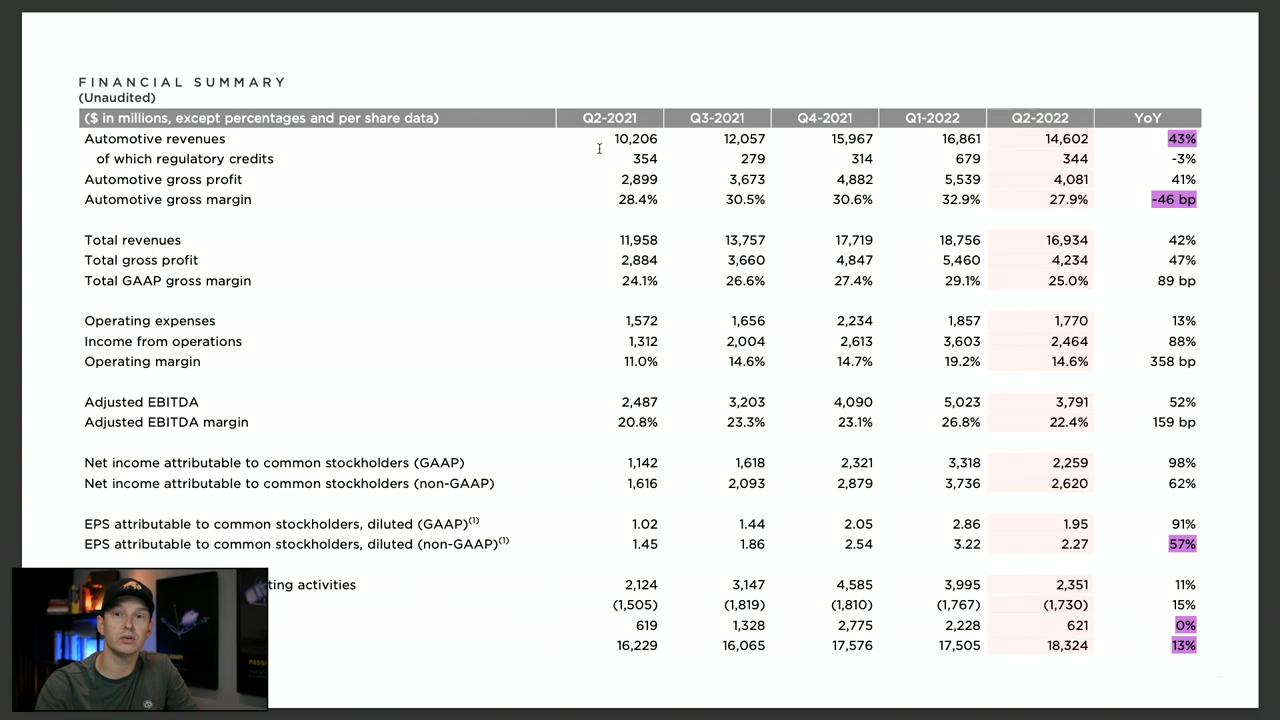 FINANCIAL SUMMARY
(Unaudited)
($ in millions, except percentages and per share data) Q2-2021 Q3-2021 Q4-2021 Q1-2022 Q2-2022 YoY
Automotive revenues 10,206 12,057 15,967 16,861 14,602 43%
of which regulatory credits 354 279 314 679 344 -3%
Automotive gross profit 2,899 3,673 4,882 5,539 4,081 41%
Automotive gross margin 28.4% 30.5% 30.6% 32.9% 27.9% -46 bp
Total revenues 11,958 13,757 17,719 18,756 16,934 42%
Total gross profit 2,884 3,660 4,847 5,460 4,234 47%
Total GAAP gross margin 24.1% 26.6% 27.4% 29.1% 25.0% 89 bp
Operating expenses 1,572 1,656 2,234 1,857 1,770 13%
Income from operations 1,312 2,004 2,613 3,603 2,464 88%
Operating margin 11.0% 14.6% 14.7% 19.2% 14.6% 358 bp
Adjusted EBITDA 2,487 3,203 4,090 5,023 3,791 52%
Adjusted EBITDA margin 20.8% 23.3% 23.1% 26.8% 22.4% 159 bp
Net income attributable to common stockholders (GAAP) 1,142 1,618 2,321 3,318 2,259 98%
Net income attributable to common stockholders (non-GAAP) 1,616 2,093 2,879 3,736 2,620 62%
EPS attributable to common stockholders, diluted (GAAP)(1) 1.02 1.44 2.05 2.86 1.95 91%
EPS attributable to common stockholders, diluted (non-GAAP)(1) 1.45 1.86 2.54 3.22 2.27 57%
ting activities 2,124 3,147 4,585 3,995 2,351 11%
(1,505) (1,819) (1,810) (1,767) (1,730) 15%
619 1,328 2,775 2,228 621 0%
16,229 16,065 17,576 17,505 18,324 13%